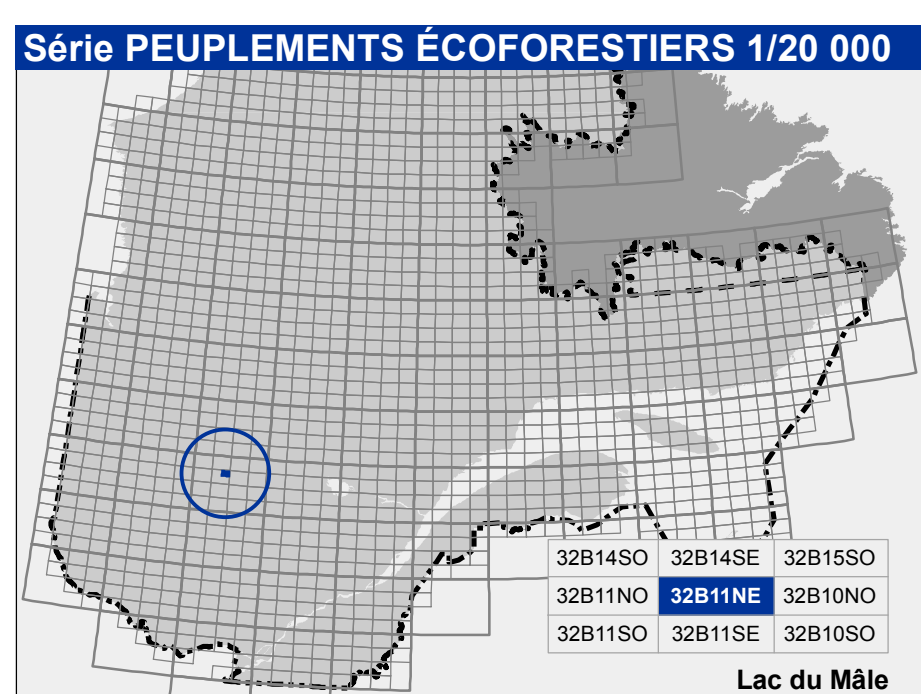 Série PEUPLEMENTS ÉCOFORESTIERS 1/20 000
32B14SO 32B14SE 32B15SO
32B11NO 32B11NE 32B10NO
32B11SO 32B11SE 32B10SO
Lac du Mâle